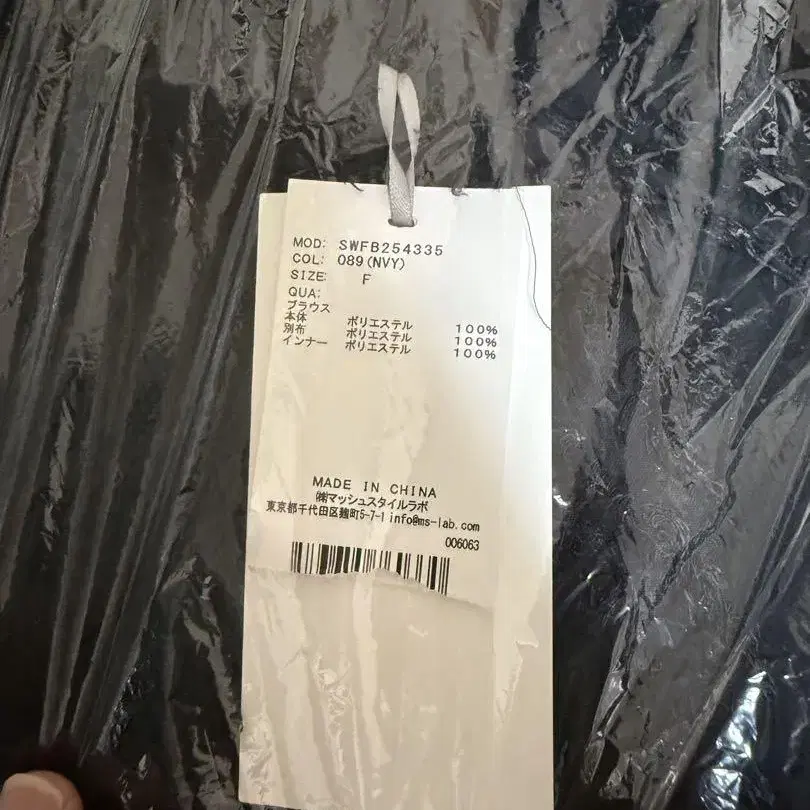 MOD: SWFB254335
COL: 089(NVY)
SIZE: F
QUA:
ブラウス
本体 ポリエステル 100%
別布 ポリエステル 100%
インナー ポリエステル 100%
MADE IN CHINA
㈱マッシュスタイルラボ
東京都千代田区麹町5-7-1 info@ms-lab.com
006063